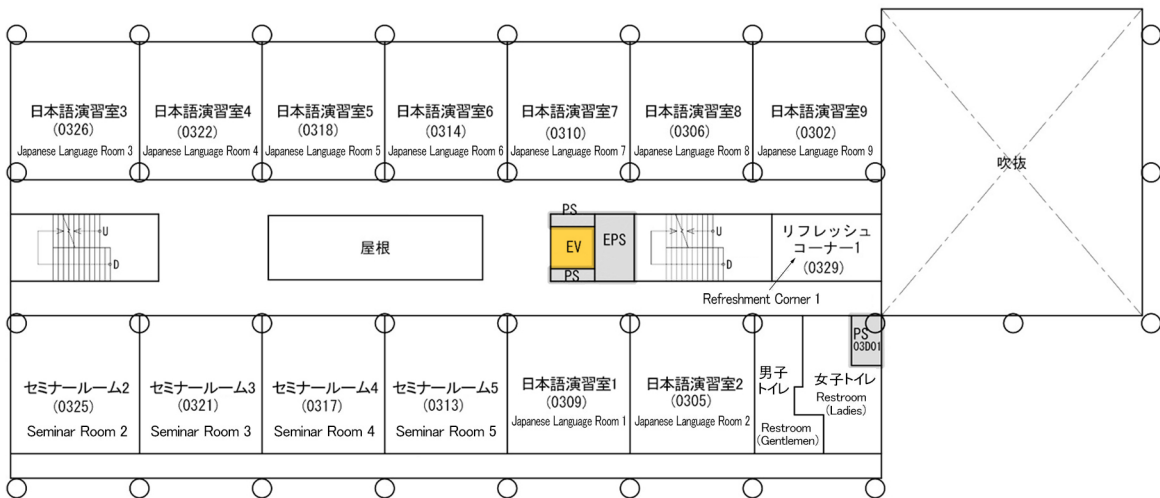 日本語演習室3
(0326)
Japanese Language Room 3
日本語演習室4
(0322)
Japanese Language Room 4
日本語演習室5
(0318)
Japanese Language Room 5
日本語演習室6
(0314)
Japanese Language Room 6
日本語演習室7
(0310)
Japanese Language Room 7
日本語演習室8
(0306)
Japanese Language Room 8
日本語演習室9
(0302)
Japanese Language Room 9
吹抜
U
D
屋根
PS
EV
EPS
PS
U
D
リフレッシュ
コーナー1
(0329)
Refreshment Corner 1
セミナールーム2
(0325)
Seminar Room 2
セミナールーム3
(0321)
Seminar Room 3
セミナールーム4
(0317)
Seminar Room 4
セミナールーム5
(0313)
Seminar Room 5
日本語演習室1
(0309)
Japanese Language Room 1
日本語演習室2
(0305)
Japanese Language Room 2
男子
トイレ
Restroom
(Gentlemen)
PS
03D01
女子トイレ
Restroom
(Ladies)